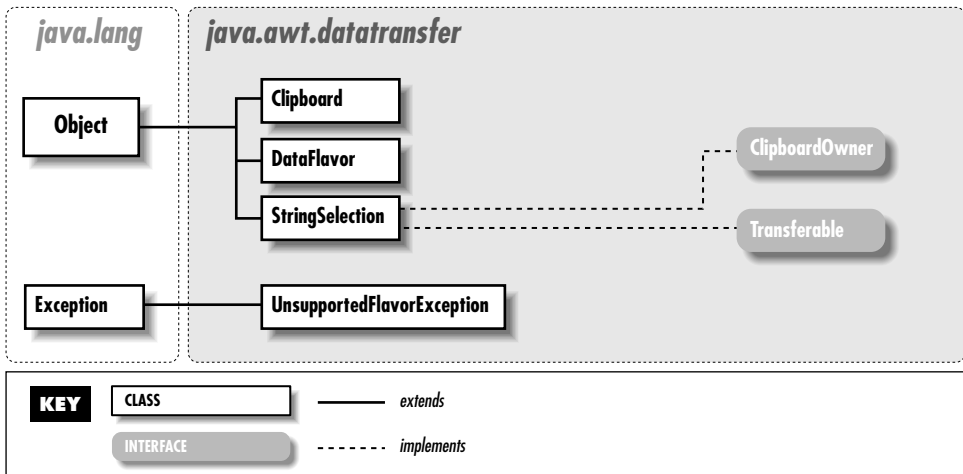 java.lang
java.awt.datatransfer
Object
Clipboard
DataFlavor
StringSelection
ClipboardOwner
Transferable
Exception
UnsupportedFlavorException
KEY
CLASS
extends
INTERFACE
implements